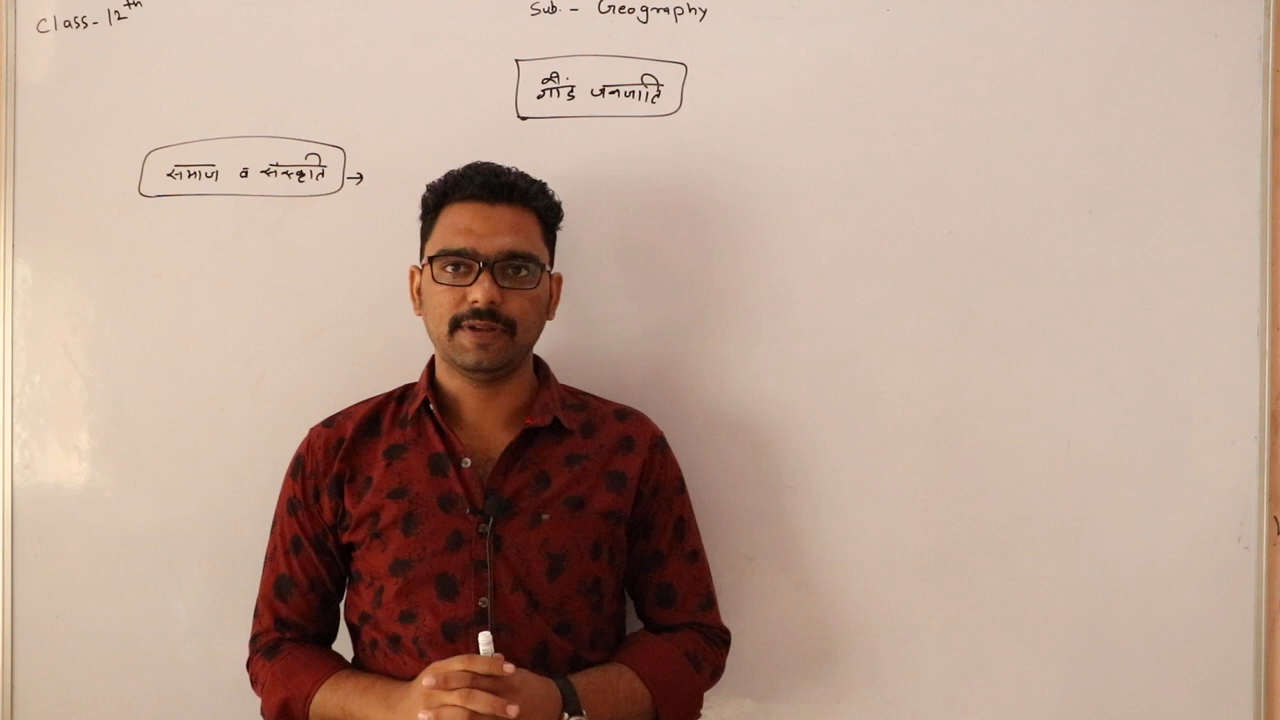 Class-12th
Sub.- Geography
गोंड जनजाति
समाज व संस्कृति →